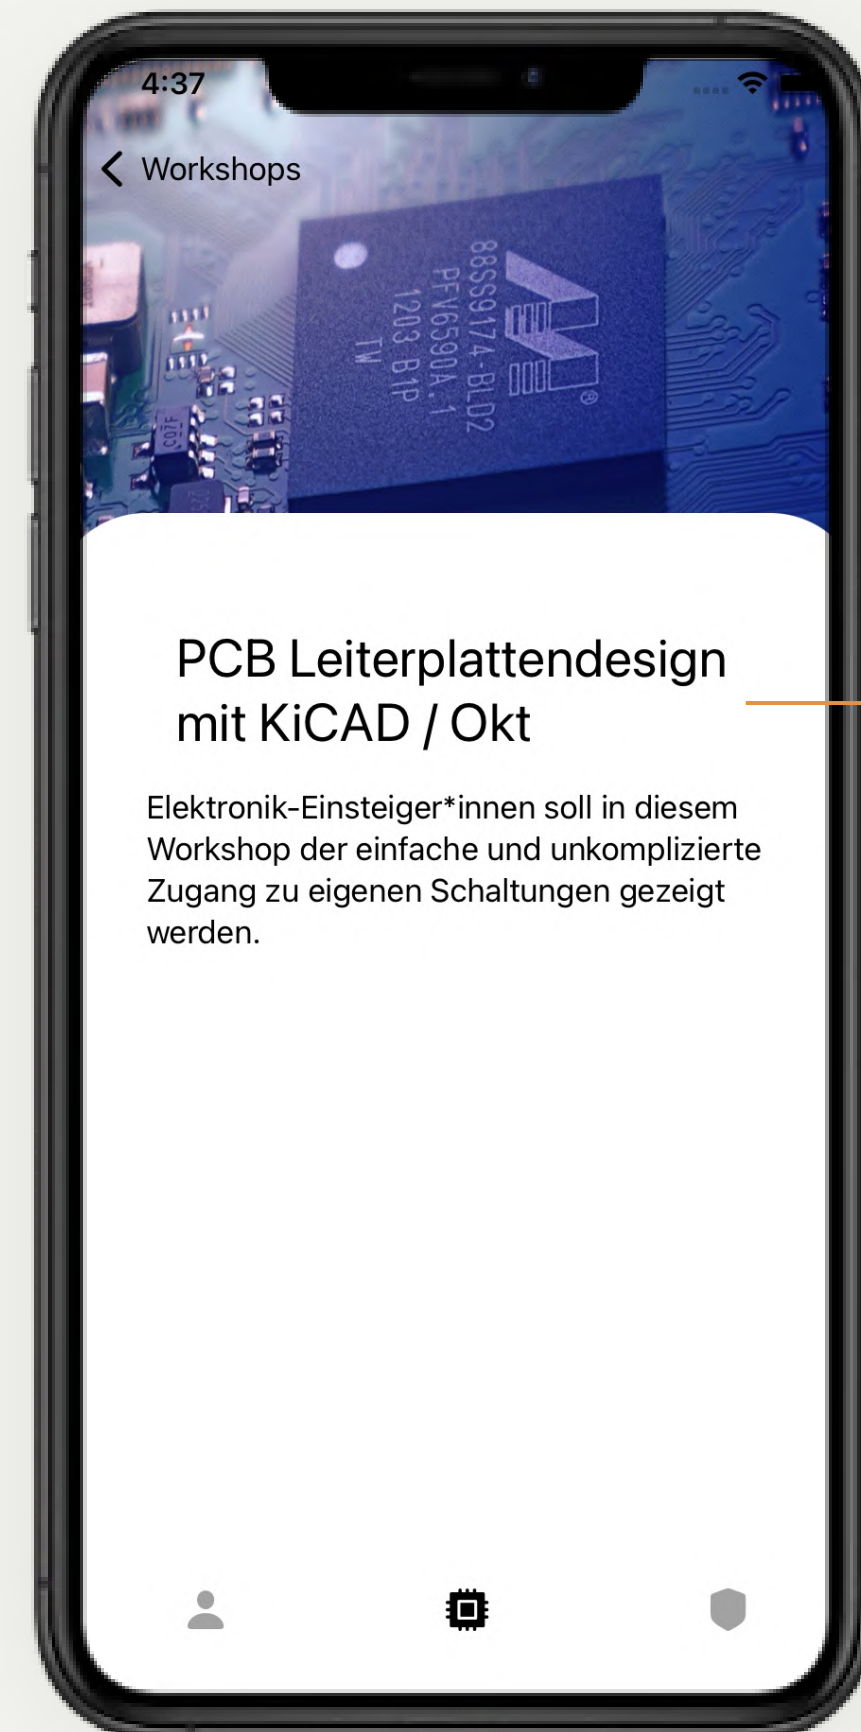 4:37
Workshops
88SS9174-BLD2
PFV6590A.1
1203 B1P
TW
C07F
PCB Leiterplattendesign
mit KiCAD / Okt
Elektronik-Einsteiger*innen soll in diesem
Workshop der einfache und unkomplizierte
Zugang zu eigenen Schaltungen gezeigt
werden.